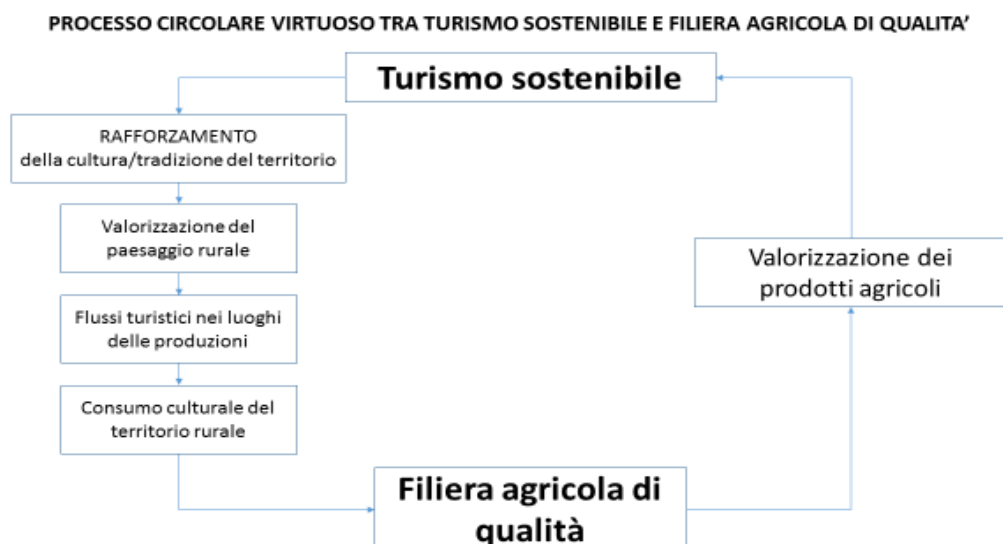 PROCESSO CIRCOLARE VIRTUOSO TRA TURISMO SOSTENIBILE E FILIERA AGRICOLA DI QUALITA’
Turismo sostenibile
RAFFORZAMENTO
della cultura/tradizione del territorio
Valorizzazione del
paesaggio rurale
Flussi turistici nei luoghi
delle produzioni
Consumo culturale del
territorio rurale
Filiera agricola di
qualità
Valorizzazione dei
prodotti agricoli